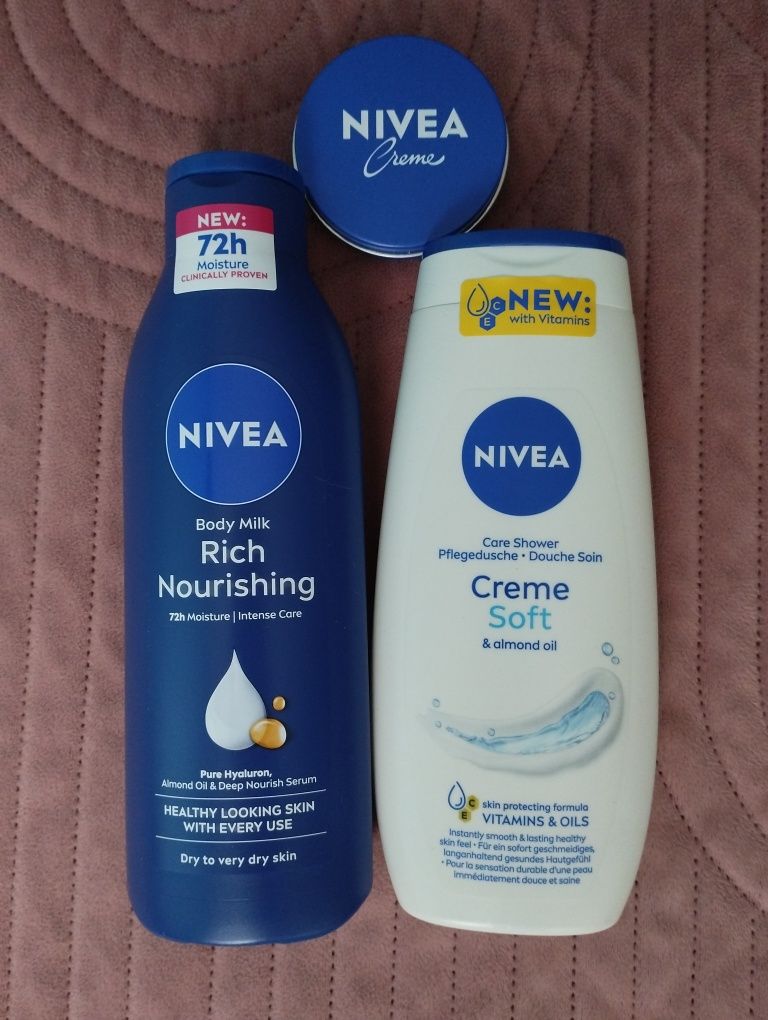 NIVEA
Creme
NEW:
72h
Moisture
CLINICALLY PROVEN
NIVEA
Body Milk
Rich
Nourishing
72h Moisture | Intense Care
Pure Hyaluron,
Almond Oil & Deep Nourish Serum
HEALTHY LOOKING SKIN
WITH EVERY USE
Dry to very dry skin
C
E
NEW:
with Vitamins
NIVEA
Care Shower
Pflegedusche • Douche Soin
Creme
Soft
& almond oil
C
E
skin protecting formula
VITAMINS & OILS
Instantly smooth & lasting healthy
skin feel • Für ein sofort geschmeidiges,
langanhaltend gesundes Hautgefühl
• Pour la sensation durable d'une peau
immédiatement douce et saine